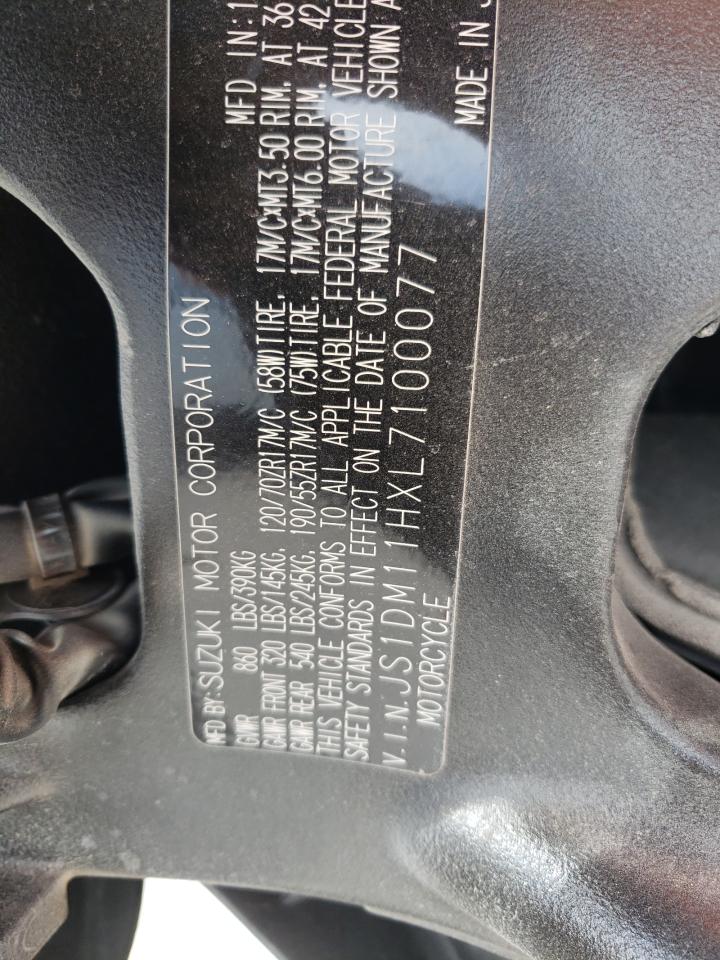 MFD BY:SUZUKI MOTOR CORPORATION MFD. IN:1
GVWR 860 LBS/390KG
GAWR FRONT 320 LBS/145KG, 120/70ZR17M/C (58W)TIRE, 17M/C×MT3.50 RIM, AT 36
GAWR REAR 540 LBS/245KG, 190/55ZR17M/C (75W)TIRE, 17M/C×MT6.00 RIM, AT 42
THIS VEHICLE CONFORMS TO ALL APPLICABLE FEDERAL MOTOR VEHICLE
SAFETY STANDARDS IN EFFECT ON THE DATE OF MANUFACTURE SHOWN A
V.I.N.JS1DM11HXL7100077
MOTORCYCLE MADE IN J